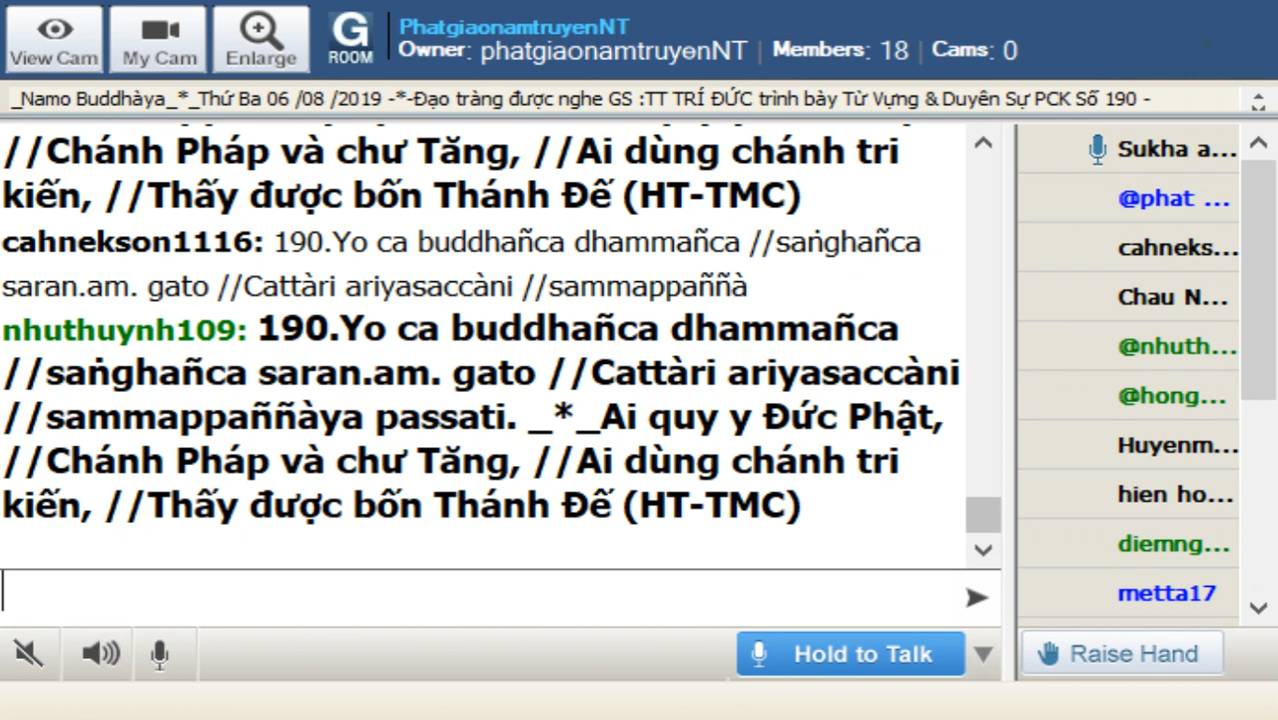 View Cam
My Cam
Enlarge
G
ROOM
PhatgiaonamtruyenNT
Owner: phatgiaonamtruyenNT | Members: 18 | Cams: 0
_Namo Buddhàya_*_Thứ Ba 06 /08 /2019 -*-Đạo tràng được nghe GS :TT TRÍ ĐỨC trình bày Từ Vựng & Duyên Sự PCK Số 190 -
//Chánh Pháp và chư Tăng, //Ai dùng chánh tri
kiến, //Thấy được bốn Thánh Đế (HT-TMC)
cahnekson1116: 190.Yo ca buddhañca dhammañca //saṅghañca
saran.am. gato //Cattàri ariyasaccàni //sammappaññà
nhuthuynh109: 190.Yo ca buddhañca dhammañca
//saṅghañca saran.am. gato //Cattàri ariyasaccàni
//sammappaññàya passati. _*_Ai quy y Đức Phật,
//Chánh Pháp và chư Tăng, //Ai dùng chánh tri
kiến, //Thấy được bốn Thánh Đế (HT-TMC)
Sukha a...
@phat ...
cahneks...
Chau N...
@nhuth...
@hong...
Huyenm...
hien ho...
diemng...
metta17
Hold to Talk
Raise Hand